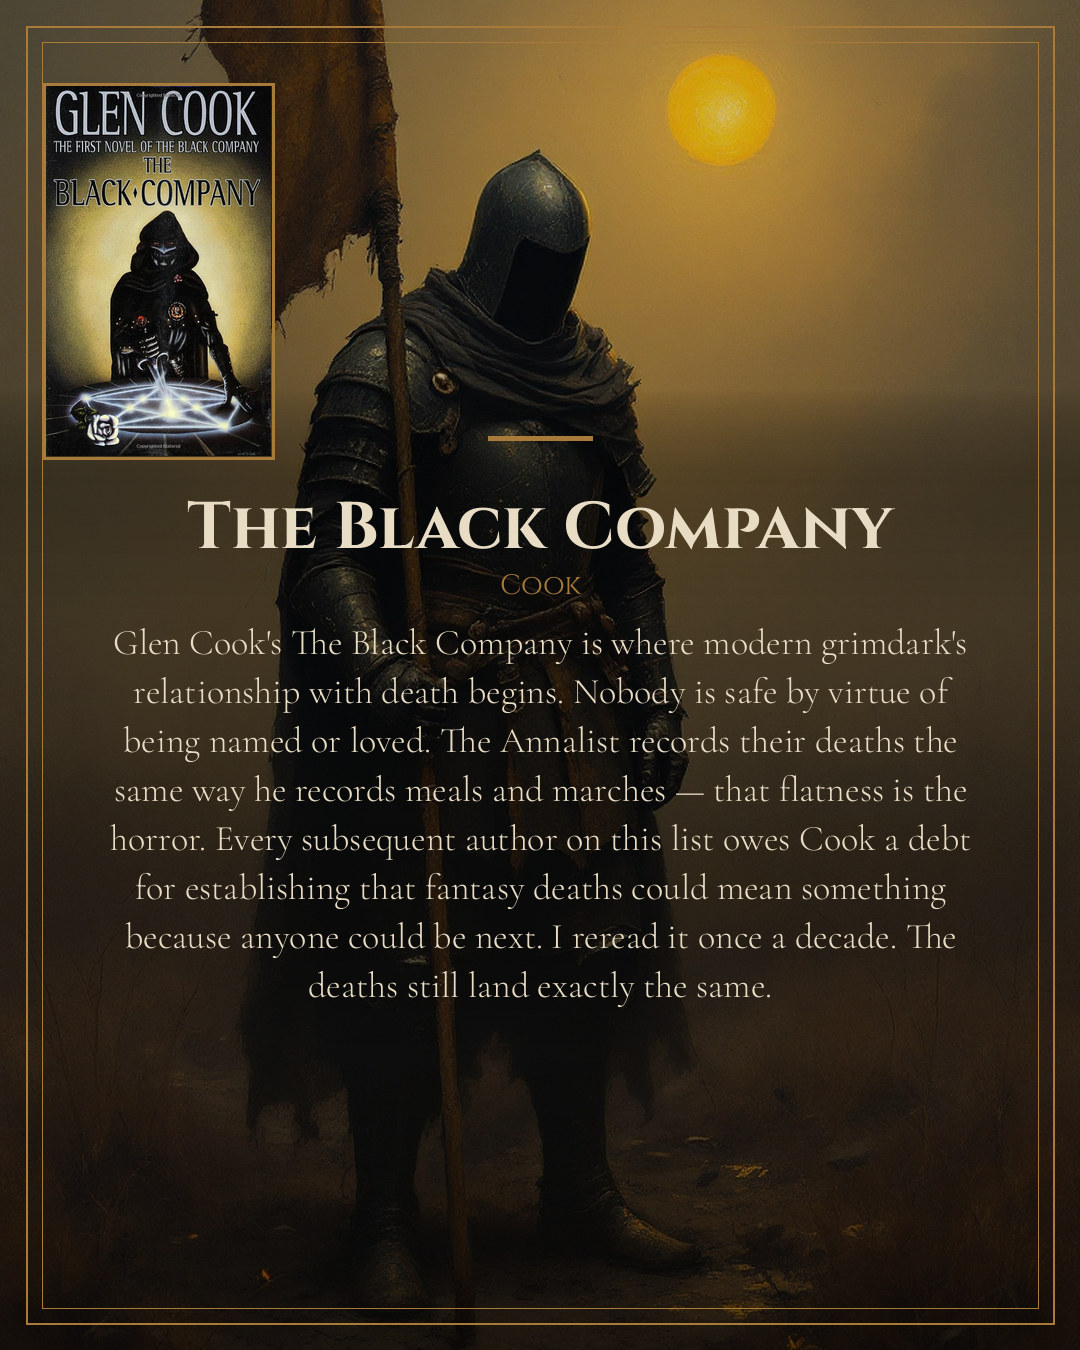 Copyrighted Material
GLEN COOK
THE FIRST NOVEL OF THE BLACK COMPANY
THE
BLACK♦COMPANY
Copyrighted Material
The Black Company
Cook
Glen Cook's The Black Company is where modern grimdark's
relationship with death begins. Nobody is safe by virtue of
being named or loved. The Annalist records their deaths the
same way he records meals and marches — that flatness is the
horror. Every subsequent author on this list owes Cook a debt
for establishing that fantasy deaths could mean something
because anyone could be next. I reread it once a decade. The
deaths still land exactly the same.